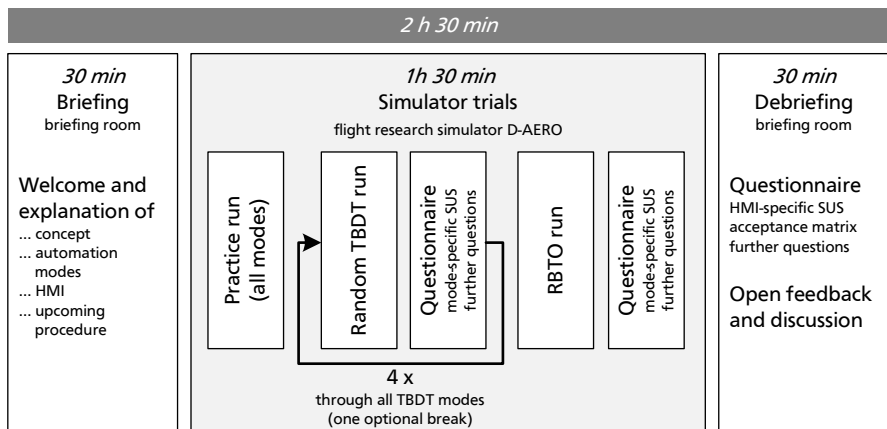 2 h 30 min
30 min
Briefing
briefing room
Welcome and
explanation of
... concept
... automation
modes
... HMI
... upcoming
procedure
1h 30 min
Simulator trials
flight research simulator D-AERO
Practice run
(all modes)
Random TBDT run
Questionnaire
mode-specific SUS
further questions
RBTO run
Questionnaire
mode-specific SUS
further questions
4 x
through all TBDT modes
(one optional break)
30 min
Debriefing
briefing room
Questionnaire
HMI-specific SUS
acceptance matrix
further questions
Open feedback
and discussion